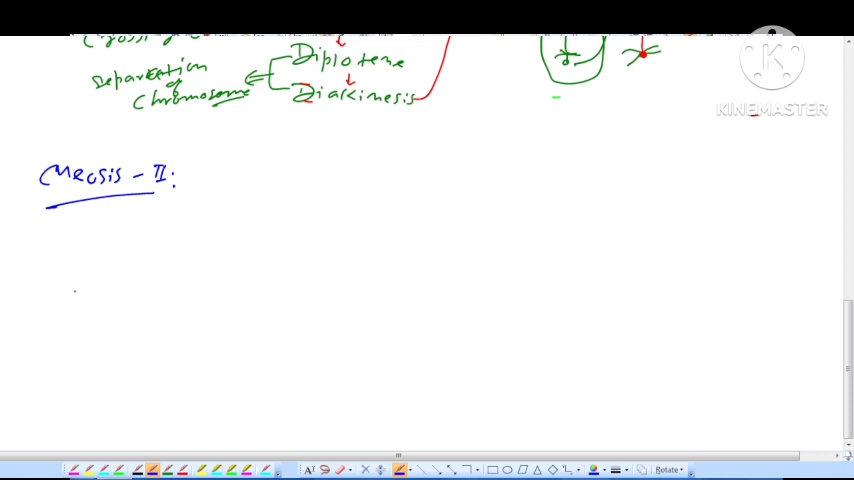 Diplotene
separation
of
Chromosome
Diakinesis
KINEMASTER
Meosis - II:
Rotate